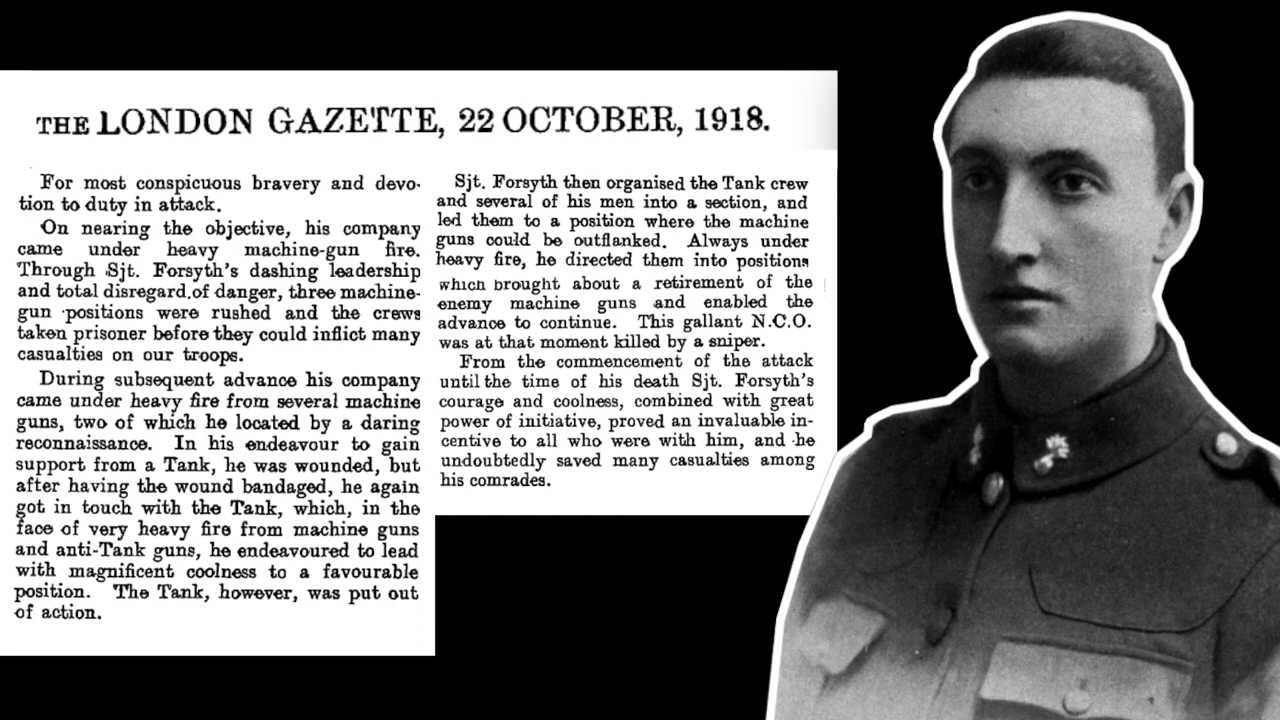 THE LONDON GAZETTE, 22 OCTOBER, 1918.
For most conspicuous bravery and devo-
tion to duty in attack.
On nearing the objective, his company
came under heavy machine-gun fire.
Through Sjt. Forsyth's dashing leadership
and total disregard of danger, three machine-
gun positions were rushed and the crews
taken prisoner before they could inflict many
casualties on our troops.
During subsequent advance his company
came under heavy fire from several machine
guns, two of which he located by a daring
reconnaissance. In his endeavour to gain
support from a Tank, he was wounded, but
after having the wound bandaged, he again
got in touch with the Tank, which, in the
face of very heavy fire from machine guns
and anti-Tank guns, he endeavoured to lead
with magnificent coolness to a favourable
position. The Tank, however, was put out
of action.
Sjt. Forsyth then organised the Tank crew
and several of his men into a section, and
led them to a position where the machine
guns could be outflanked. Always under
heavy fire, he directed them into positions
which brought about a retirement of the
enemy machine guns and enabled the
advance to continue. This gallant N.C.O.
was at that moment killed by a sniper.
From the commencement of the attack
until the time of his death Sjt. Forsyth's
courage and coolness, combined with great
power of initiative, proved an invaluable in-
centive to all who were with him, and he
undoubtedly saved many casualties among
his comrades.